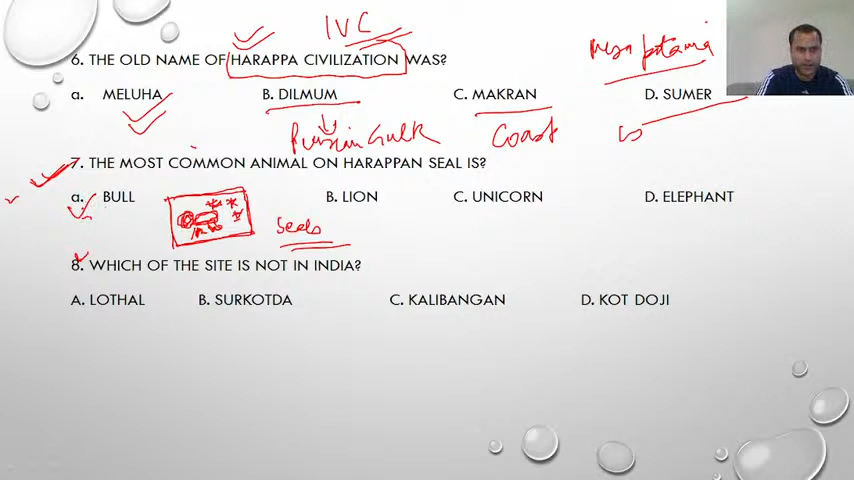 IVC
6. THE OLD NAME OF HARAPPA CIVILIZATION WAS?
mesopotamia
a. MELUHA B. DILMUM C. MAKRAN D. SUMER
Persian Gulk Coast
7. THE MOST COMMON ANIMAL ON HARAPPAN SEAL IS?
a. BULL B. LION C. UNICORN D. ELEPHANT
Seals
8. WHICH OF THE SITE IS NOT IN INDIA?
A. LOTHAL B. SURKOTDA C. KALIBANGAN D. KOT DOJI